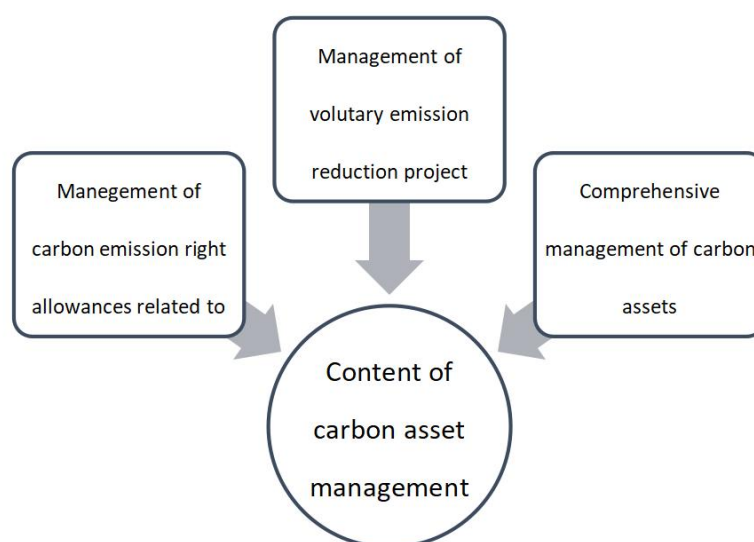 Management of
volutary emission
reduction project
Manegement of
carbon emission right
allowances related to
Comprehensive
management of carbon
assets
Content of
carbon asset
management